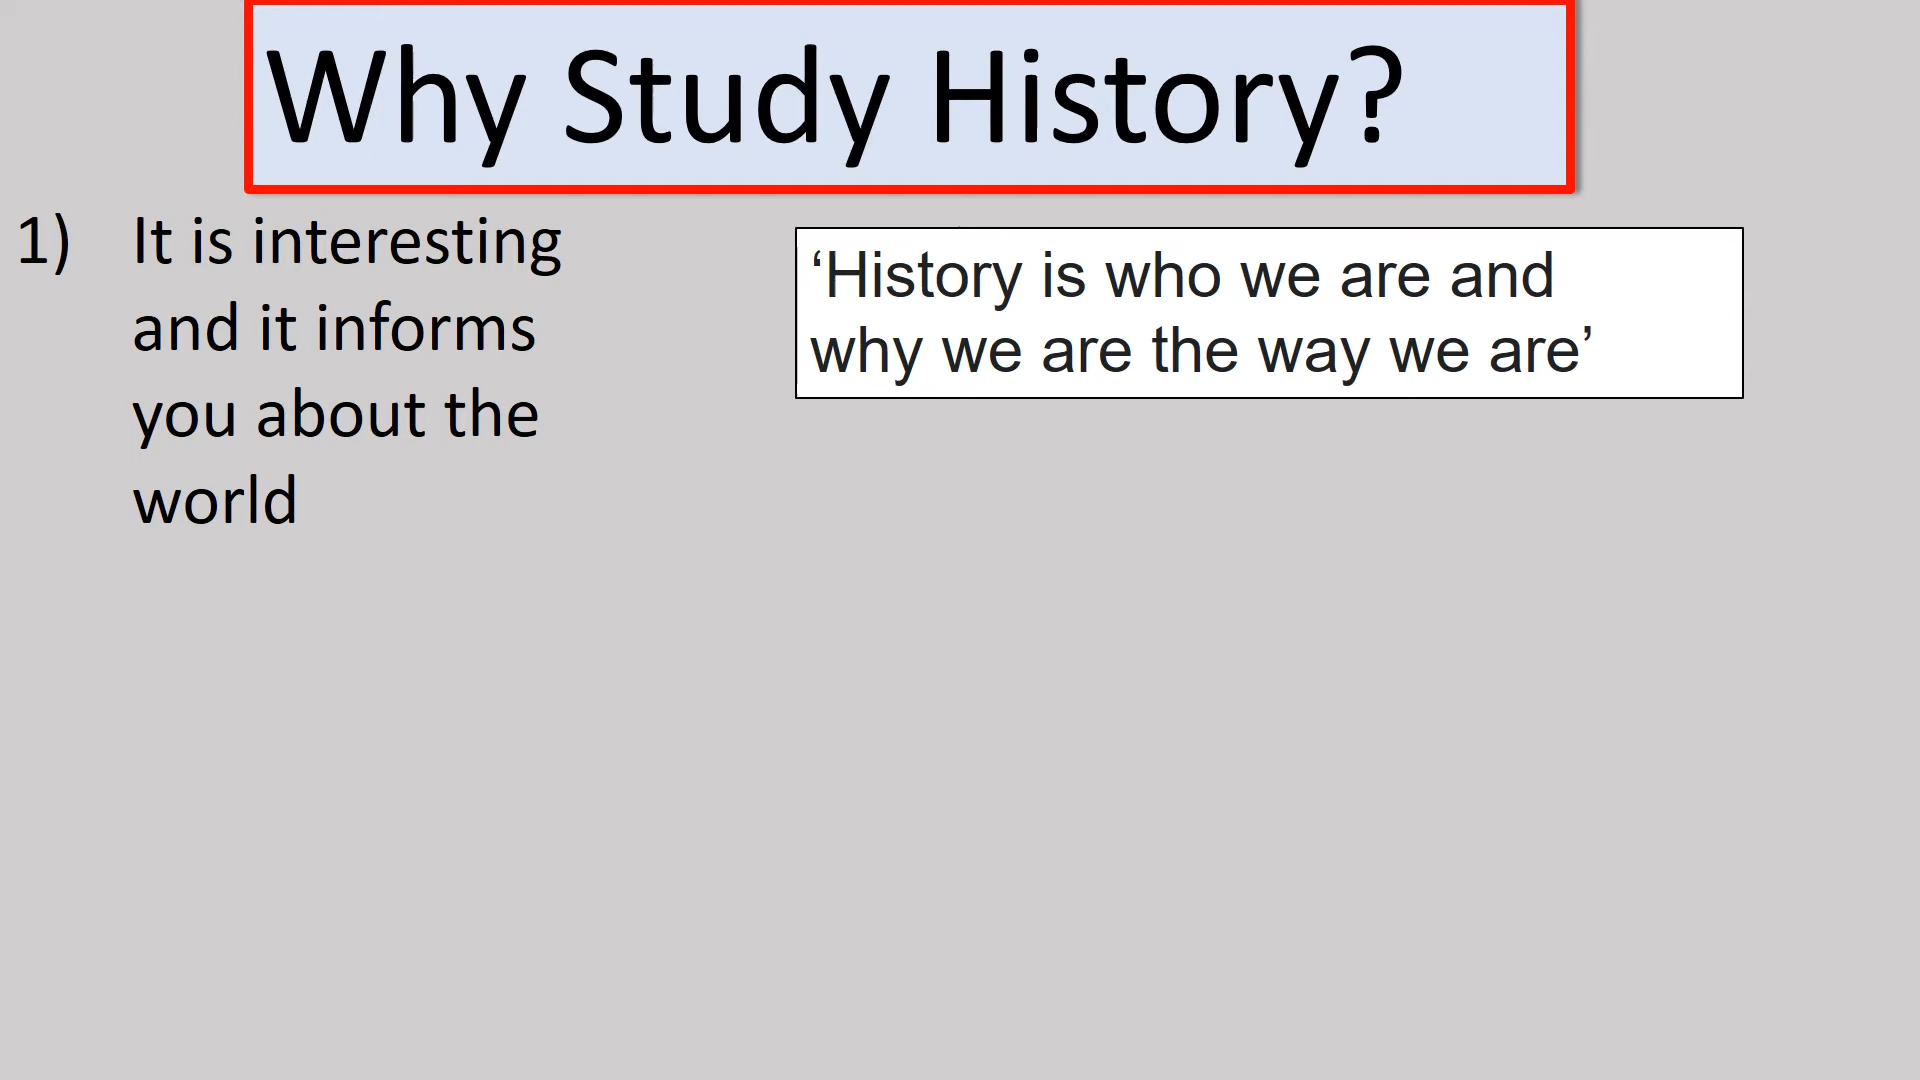 Why Study History?
1) It is interesting
and it informs
you about the
world
‘History is who we are and
why we are the way we are’